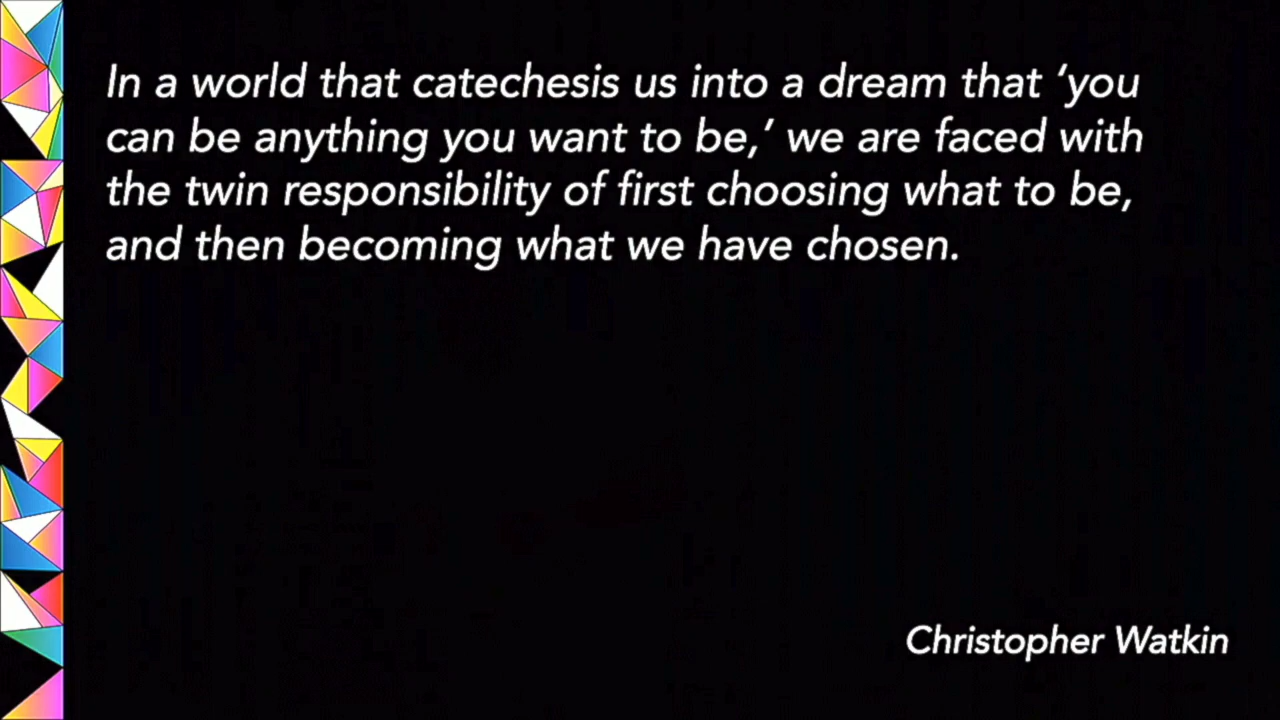 In a world that catechesis us into a dream that ‘you
can be anything you want to be,’ we are faced with
the twin responsibility of first choosing what to be,
and then becoming what we have chosen.
Christopher Watkin